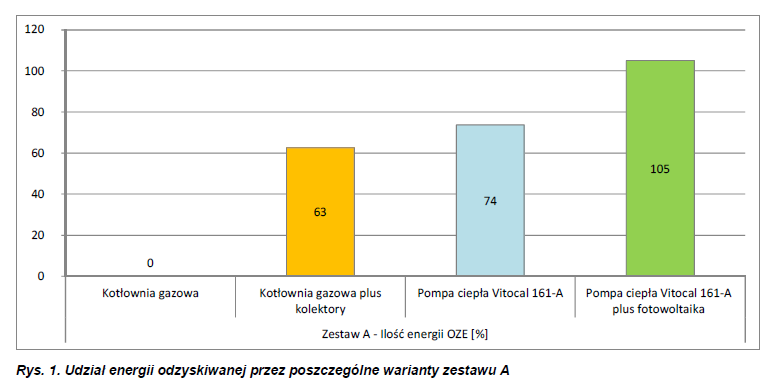 120
100
80
60
40
20
0
0
63
74
105
Kotłownia gazowa
Kotłownia gazowa plus
kolektory
Pompa ciepła Vitocal 161-A
Pompa ciepła Vitocal 161-A
plus fotowoltaika
Zestaw A - Ilość energii OZE [%]
Rys. 1. Udzial energii odzyskiwanej przez poszczególne warianty zestawu A